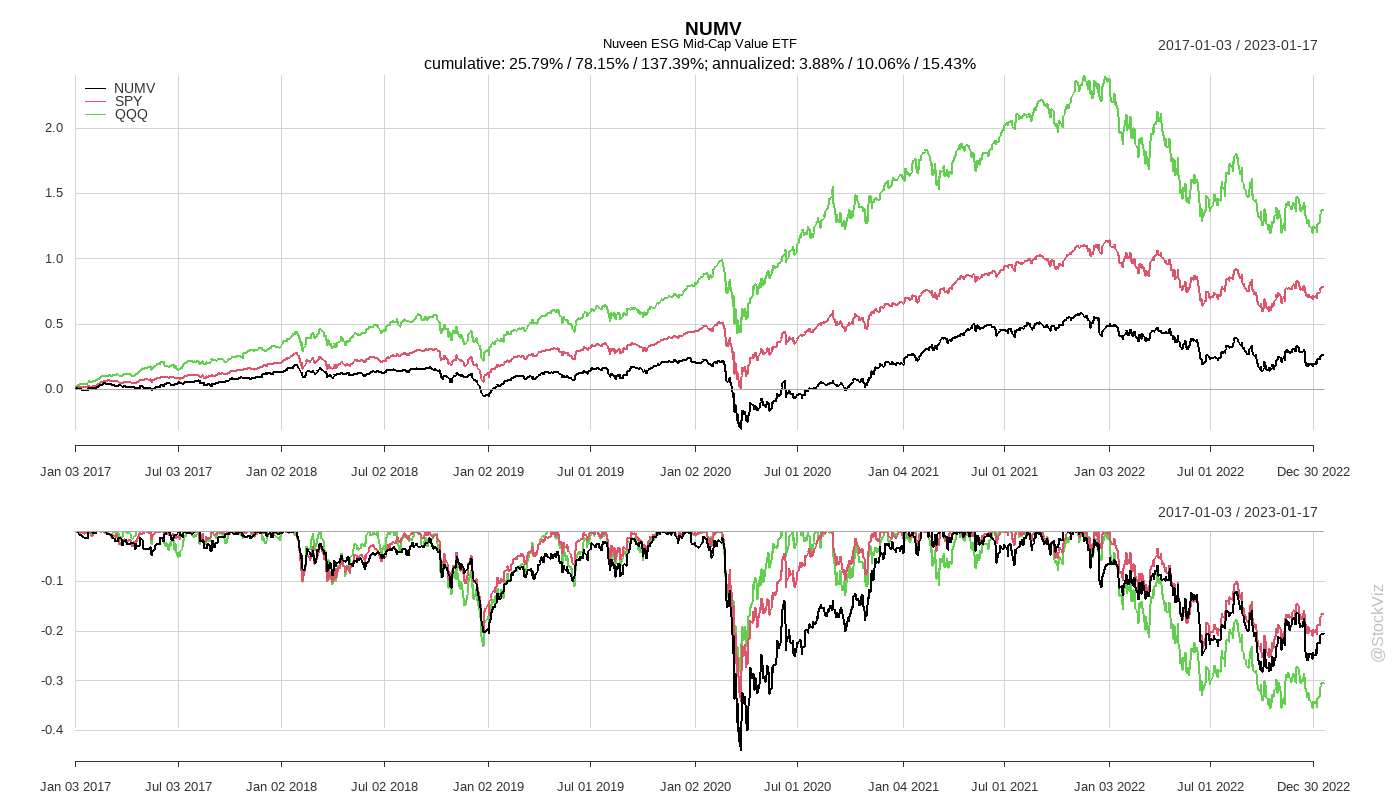 NUMV
Nuveen ESG Mid-Cap Value ETF
2017-01-03 / 2023-01-17
cumulative: 25.79% / 78.15% / 137.39%; annualized: 3.88% / 10.06% / 15.43%
NUMV
SPY
QQQ
2.0
1.5
1.0
0.5
0.0
Jan 03 2017 Jul 03 2017 Jan 02 2018 Jul 02 2018 Jan 02 2019 Jul 01 2019 Jan 02 2020 Jul 01 2020 Jan 04 2021 Jul 01 2021 Jan 03 2022 Jul 01 2022 Dec 30 2022
2017-01-03 / 2023-01-17
-0.1
-0.2
-0.3
-0.4
Jan 03 2017 Jul 03 2017 Jan 02 2018 Jul 02 2018 Jan 02 2019 Jul 01 2019 Jan 02 2020 Jul 01 2020 Jan 04 2021 Jul 01 2021 Jan 03 2022 Jul 01 2022 Dec 30 2022
@StockViz